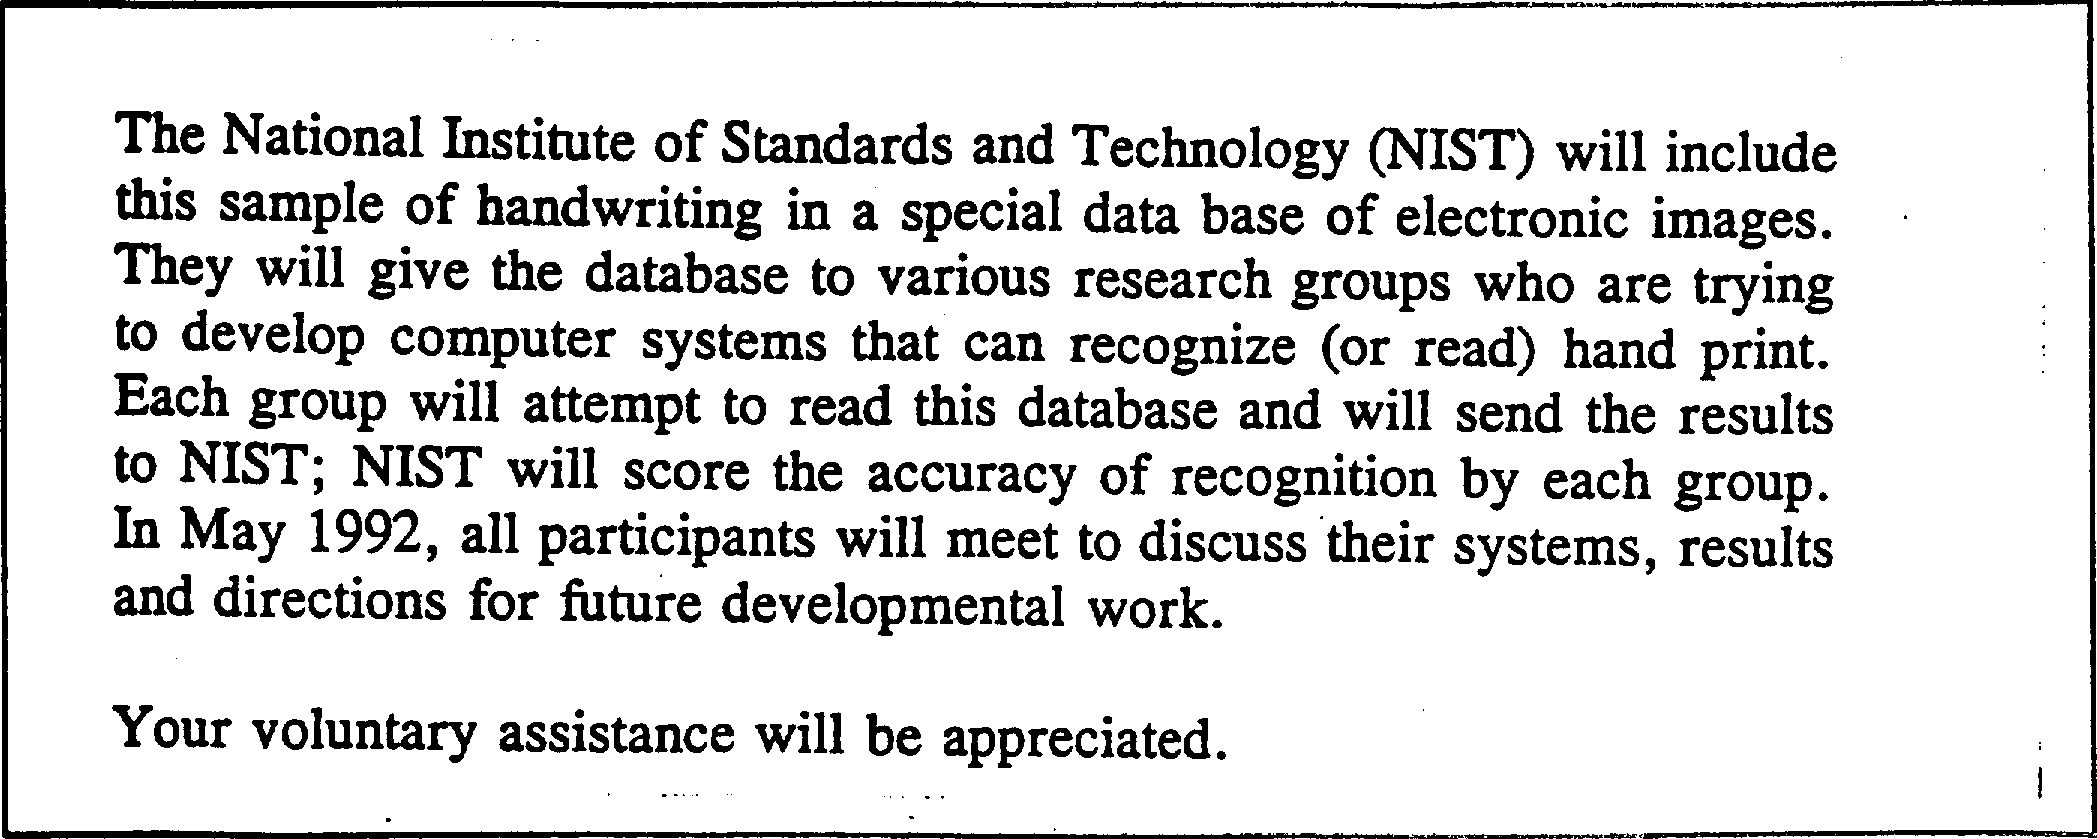 The National Institute of Standards and Technology (NIST) will include
this sample of handwriting in a special data base of electronic images.
They will give the database to various research groups who are trying
to develop computer systems that can recognize (or read) hand print.
Each group will attempt to read this database and will send the results
to NIST; NIST will score the accuracy of recognition by each group.
In May 1992, all participants will meet to discuss their systems, results
and directions for future developmental work.
Your voluntary assistance will be appreciated.